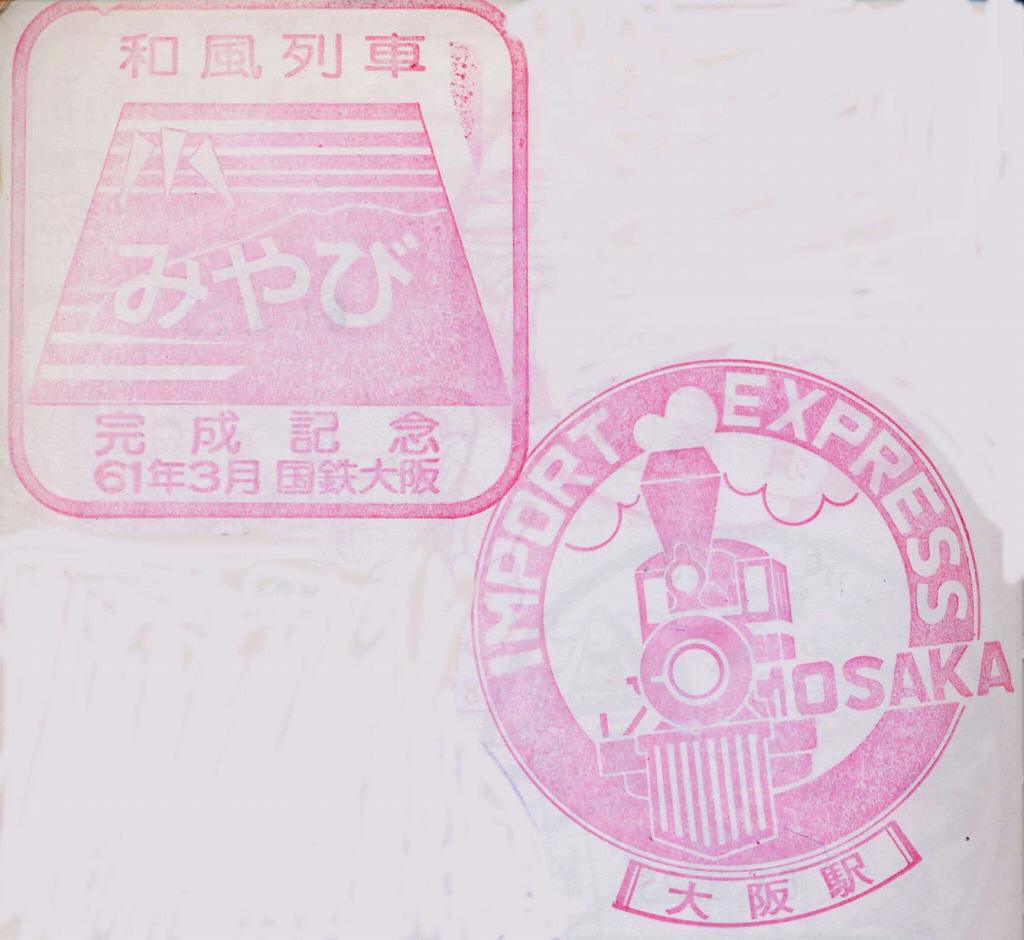 和風列車
みやび
完成記念
61年3月 国鉄大阪
IMPORT EXPRESS
OSAKA
大阪駅